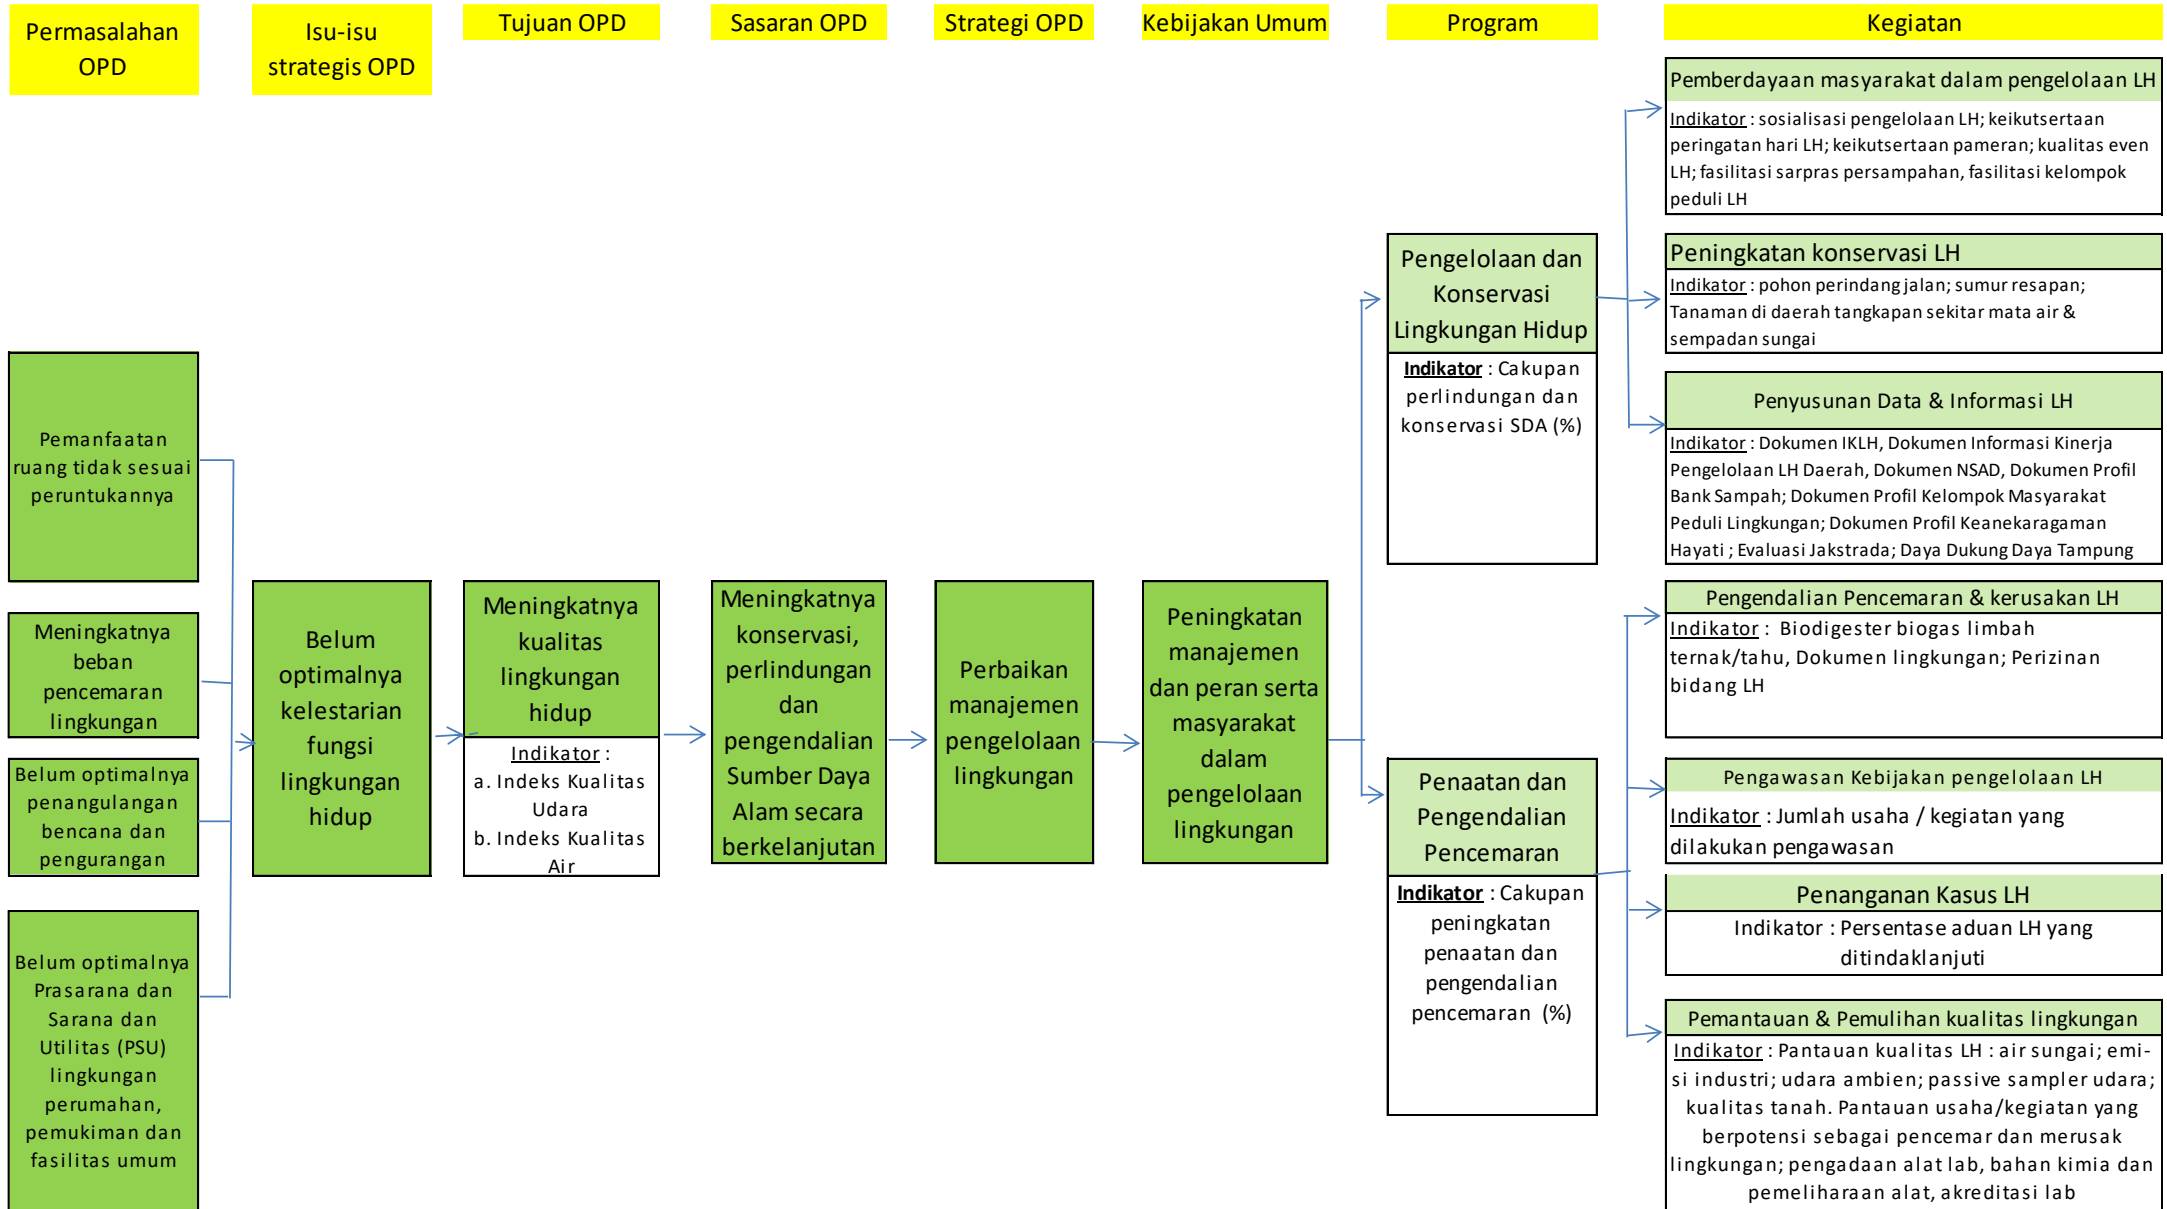 Permasalahan
OPD
Isu-isu
strategis OPD
Tujuan OPD
Sasaran OPD
Strategi OPD
Kebijakan Umum
Program
Kegiatan
Pemanfaatan
ruang tidak sesuai
peruntukannya
Meningkatnya
beban
pencemaran
lingkungan
Belum optimalnya
penangulangan
bencana dan
pengurangan
Belum optimalnya
Prasarana dan
Sarana dan
Utilitas (PSU)
lingkungan
perumahan,
pemukiman dan
fasilitas umum
Belum
optimalnya
kelestarian
fungsi
lingkungan
hidup
Meningkatnya
kualitas
lingkungan
hidup
Indikator :
a. Indeks Kualitas
Udara
b. Indeks Kualitas
Air
Meningkatnya
konservasi,
perlindungan
dan
pengendalian
Sumber Daya
Alam secara
berkelanjutan
Perbaikan
manajemen
pengelolaan
lingkungan
Peningkatan
manajemen
dan peran serta
masyarakat
dalam
pengelolaan
lingkungan
Pengelolaan dan
Konservasi
Lingkungan Hidup
Indikator : Cakupan
perlindungan dan
konservasi SDA (%)
Penaatan dan
Pengendalian
Pencemaran
Indikator : Cakupan
peningkatan
penaatan dan
pengendalian
pencemaran (%)
Pemberdayaan masyarakat dalam pengelolaan LH
Indikator : sosialisasi pengelolaan LH; keikutsertaan
peringatan hari LH; keikutsertaan pameran; kualitas even
LH; fasilitasi sarpras persampahan, fasilitasi kelompok
peduli LH
Peningkatan konservasi LH
Indikator : pohon perindang jalan; sumur resapan;
Tanaman di daerah tangkapan sekitar mata air &
sempadan sungai
Penyusunan Data & Informasi LH
Indikator : Dokumen IKLH, Dokumen Informasi Kinerja
Pengelolaan LH Daerah, Dokumen NSAD, Dokumen Profil
Bank Sampah; Dokumen Profil Kelompok Masyarakat
Peduli Lingkungan; Dokumen Profil Keanekaragaman
Hayati ; Evaluasi Jakstrada; Daya Dukung Daya Tampung
Pengendalian Pencemaran & kerusakan LH
Indikator : Biodigester biogas limbah
ternak/tahu, Dokumen lingkungan; Perizinan
bidang LH
Pengawasan Kebijakan pengelolaan LH
Indikator : Jumlah usaha / kegiatan yang
dilakukan pengawasan
Penanganan Kasus LH
Indikator : Persentase aduan LH yang
ditindaklanjuti
Pemantauan & Pemulihan kualitas lingkungan
Indikator : Pantauan kualitas LH : air sungai; emi-
si industri; udara ambien; passive sampler udara;
kualitas tanah. Pantauan usaha/kegiatan yang
berpotensi sebagai pencemar dan merusak
lingkungan; pengadaan alat lab, bahan kimia dan
pemeliharaan alat, akreditasi lab